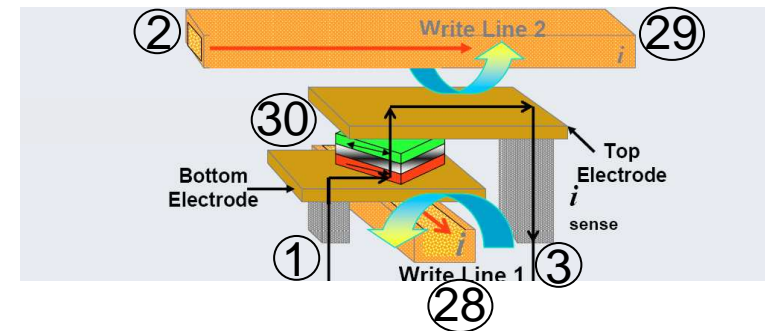 2
Write Line 2
29
i
30
Top
Electrode
Bottom
Electrode
i
sense
i
1
Write Line 1
3
28